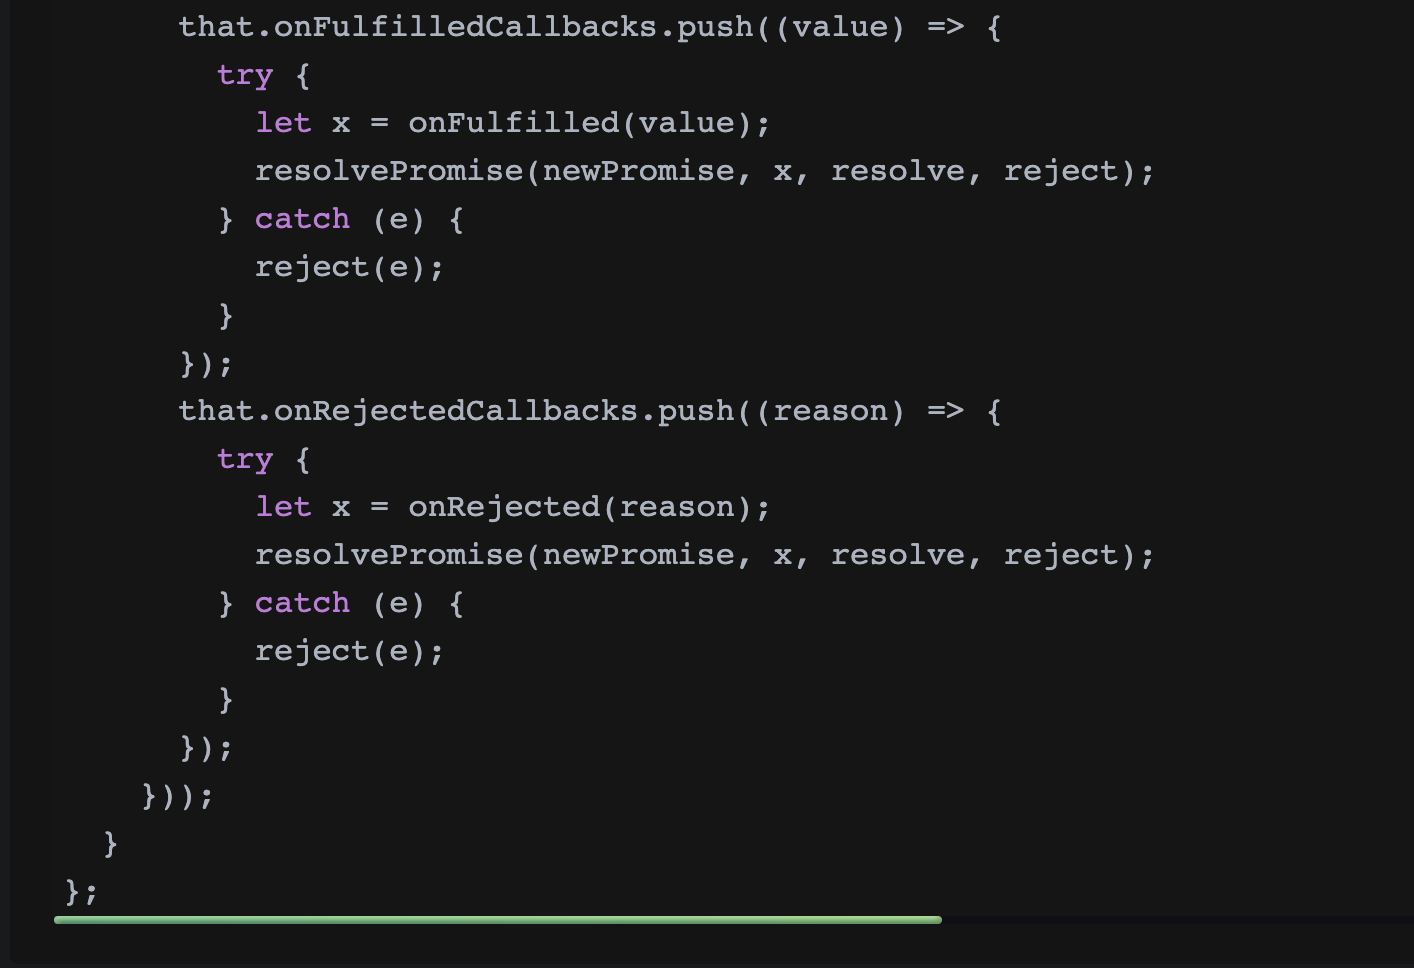 that.onFulfilledCallbacks.push((value) => {
try {
let x = onFulfilled(value);
resolvePromise(newPromise, x, resolve, reject);
} catch (e) {
reject(e);
}
});
that.onRejectedCallbacks.push((reason) => {
try {
let x = onRejected(reason);
resolvePromise(newPromise, x, resolve, reject);
} catch (e) {
reject(e);
}
});
}));
}
};